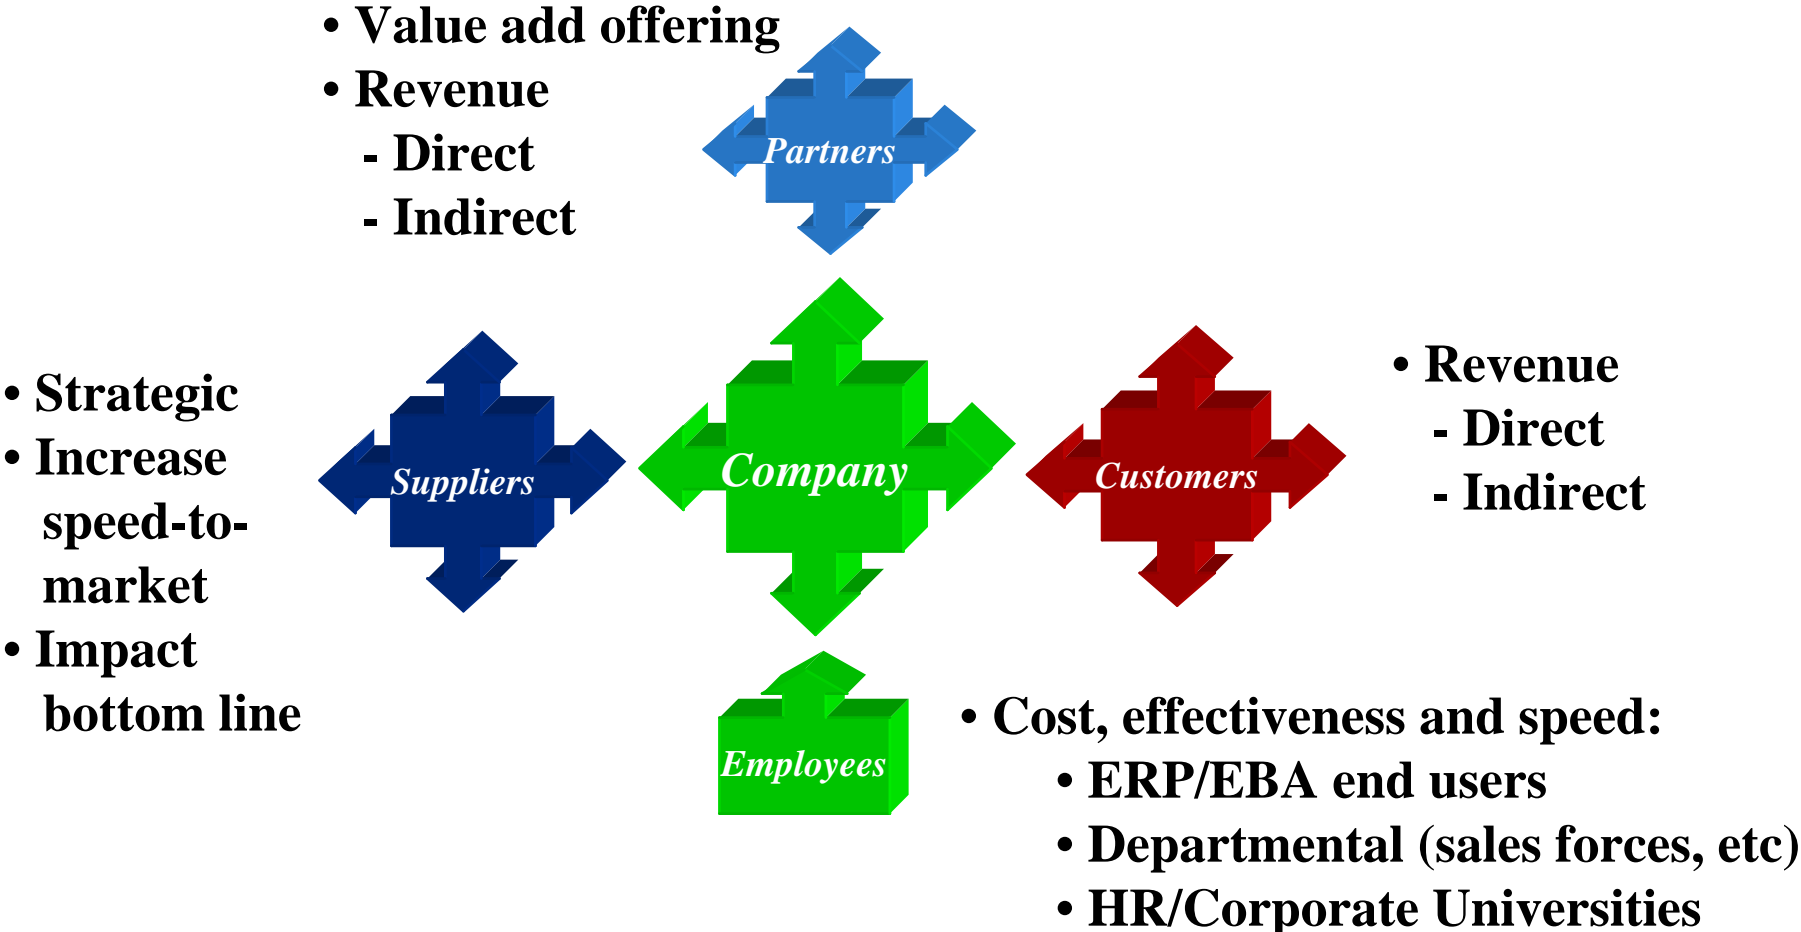 • Value add offering
• Revenue
- Direct
- Indirect
Partners
• Strategic
• Increase
speed-to-
market
• Impact
bottom line
Suppliers
Company
Customers
• Revenue
- Direct
- Indirect
Employees
• Cost, effectiveness and speed:
• ERP/EBA end users
• Departmental (sales forces, etc)
• HR/Corporate Universities